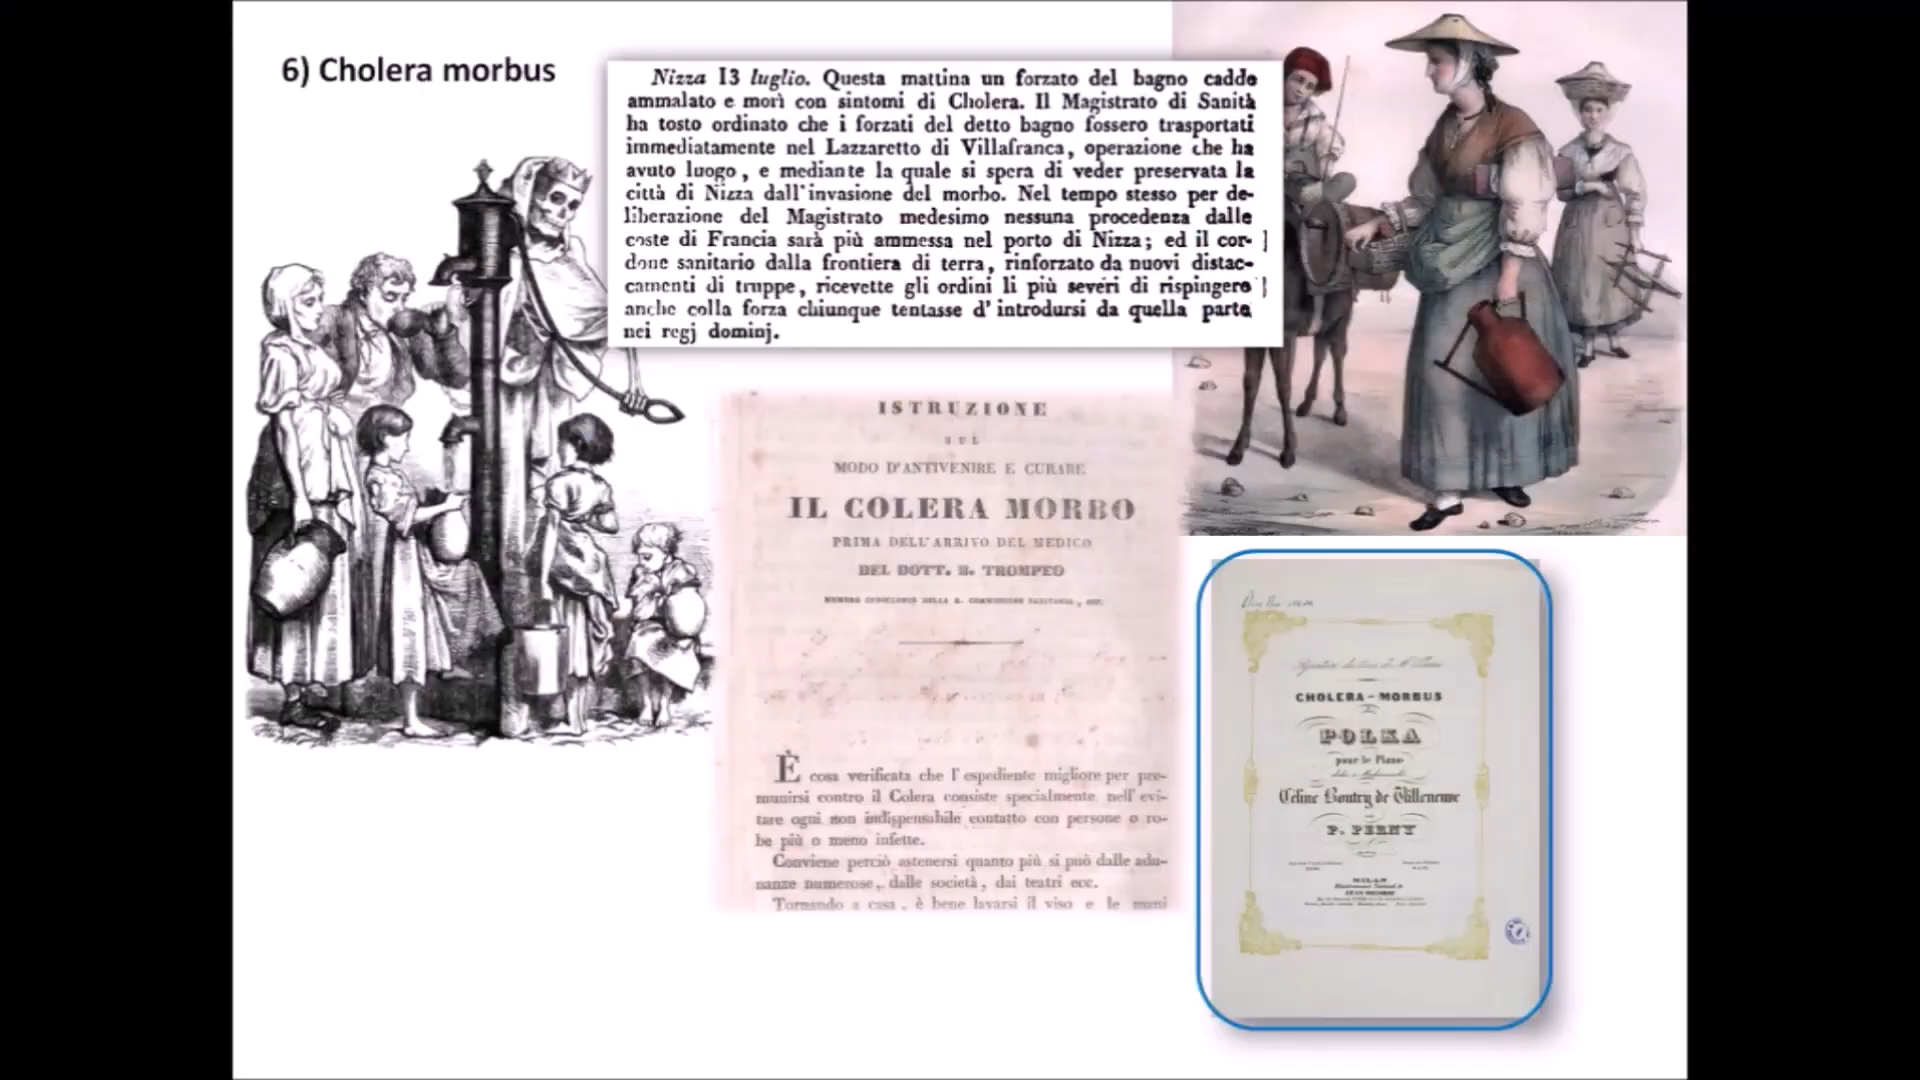 6) Cholera morbus
Nizza 13 luglio. Questa mattina un forzato del bagno cadde
ammalato e morì con sintomi di Cholera. Il Magistrato di Sanità
ha tosto ordinato che i forzati del detto bagno fossero trasportati
immediatamente nel Lazzaretto di Villafranca, operazione che ha
avuto luogo, e mediante la quale si spera di veder preservata la
città di Nizza dall'invasione del morbo. Nel tempo stesso per de-
liberazione del Magistrato medesimo nessuna procedenza dalle
coste di Francia sarà più ammessa nel porto di Nizza; ed il cor-
done sanitario dalla frontiera di terra, rinforzato da nuovi distac-
camenti di truppe, ricevette gli ordini li più severi di rispingere
anche colla forza chiunque tentasse d'introdursi da quella parte
nei regj dominj.
ISTRUZIONE
SUL
MODO D'ANTIVENIRE E CURARE
IL COLERA MORBO
PRIMA DELL'ARRIVO DEL MEDICO
DEL DOTT. B. TROMPEO
È cosa verificata che l'espediente migliore per pre-
munirsi contro il Colera consiste specialmente nell'evi-
tare ogni non indispensabile contatto con persone o ro-
be più o meno infette.
Conviene perciò astenersi quanto più si può dalle adu-
nanze numerose, dalle società, dai teatri ecc.
Tornando a casa, è bene lavarsi il viso e le mani
CHOLERA-MORBUS
POLKA
pour le Piano
Céline Boutry de Villeneuve
P. PERNY
MILAN